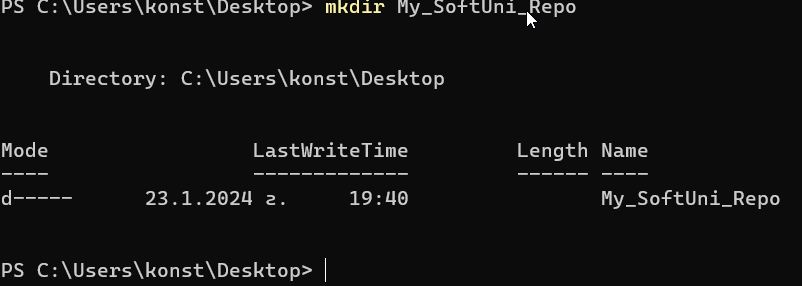 PS C:\Users\konst\Desktop> mkdir My_SoftUni_Repo
Directory: C:\Users\konst\Desktop
Mode LastWriteTime Length Name
---- ------------- ------ ----
d----- 23.1.2024 г. 19:40 My_SoftUni_Repo
PS C:\Users\konst\Desktop>